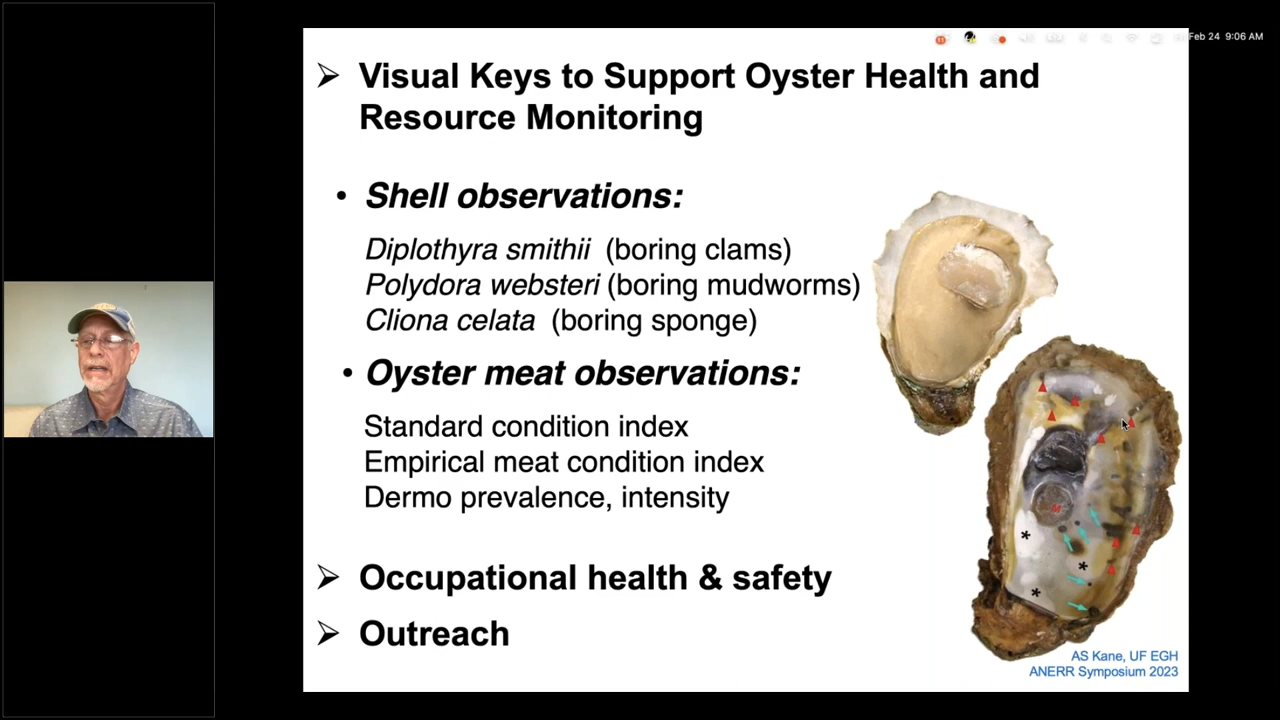 Feb 24 9:06 AM
Visual Keys to Support Oyster Health and
Resource Monitoring
Shell observations:
Diplothyra smithii (boring clams)
Polydora websteri (boring mudworms)
Cliona celata (boring sponge)
Oyster meat observations:
Standard condition index
Empirical meat condition index
Dermo prevalence, intensity
Occupational health & safety
Outreach
M
* 
* 
* 
AS Kane, UF EGH
ANERR Symposium 2023